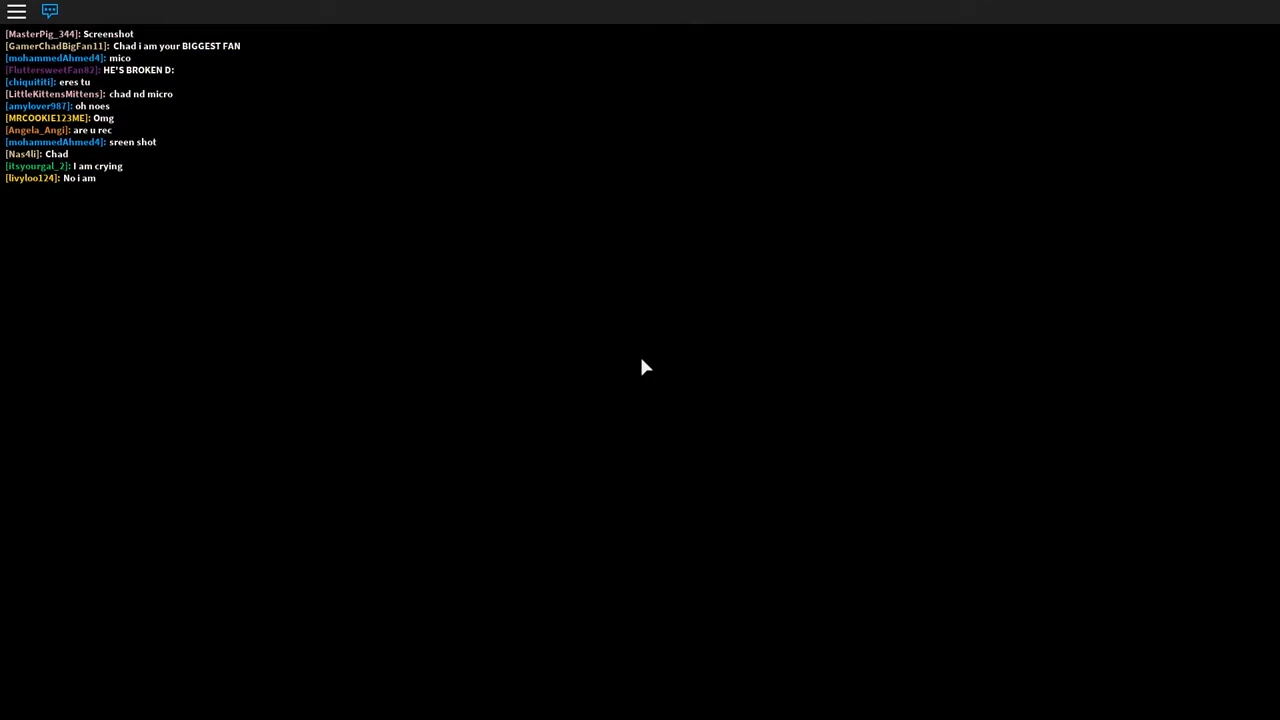 [MasterPig_344]: Screenshot
[GamerChadBigFan11]: Chad i am your BIGGEST FAN
[mohammedAhmed4]: mico
[FluttersweetFan82]: HE'S BROKEN D:
[chiquititi]: eres tu
[LittleKittensMittens]: chad nd micro
[amylover987]: oh noes
[MRCOOKIE123ME]: Omg
[Angela_Angi]: are u rec
[mohammedAhmed4]: sreen shot
[Nas4li]: Chad
[itsyourgal_2]: I am crying
[livyloo124]: No i am